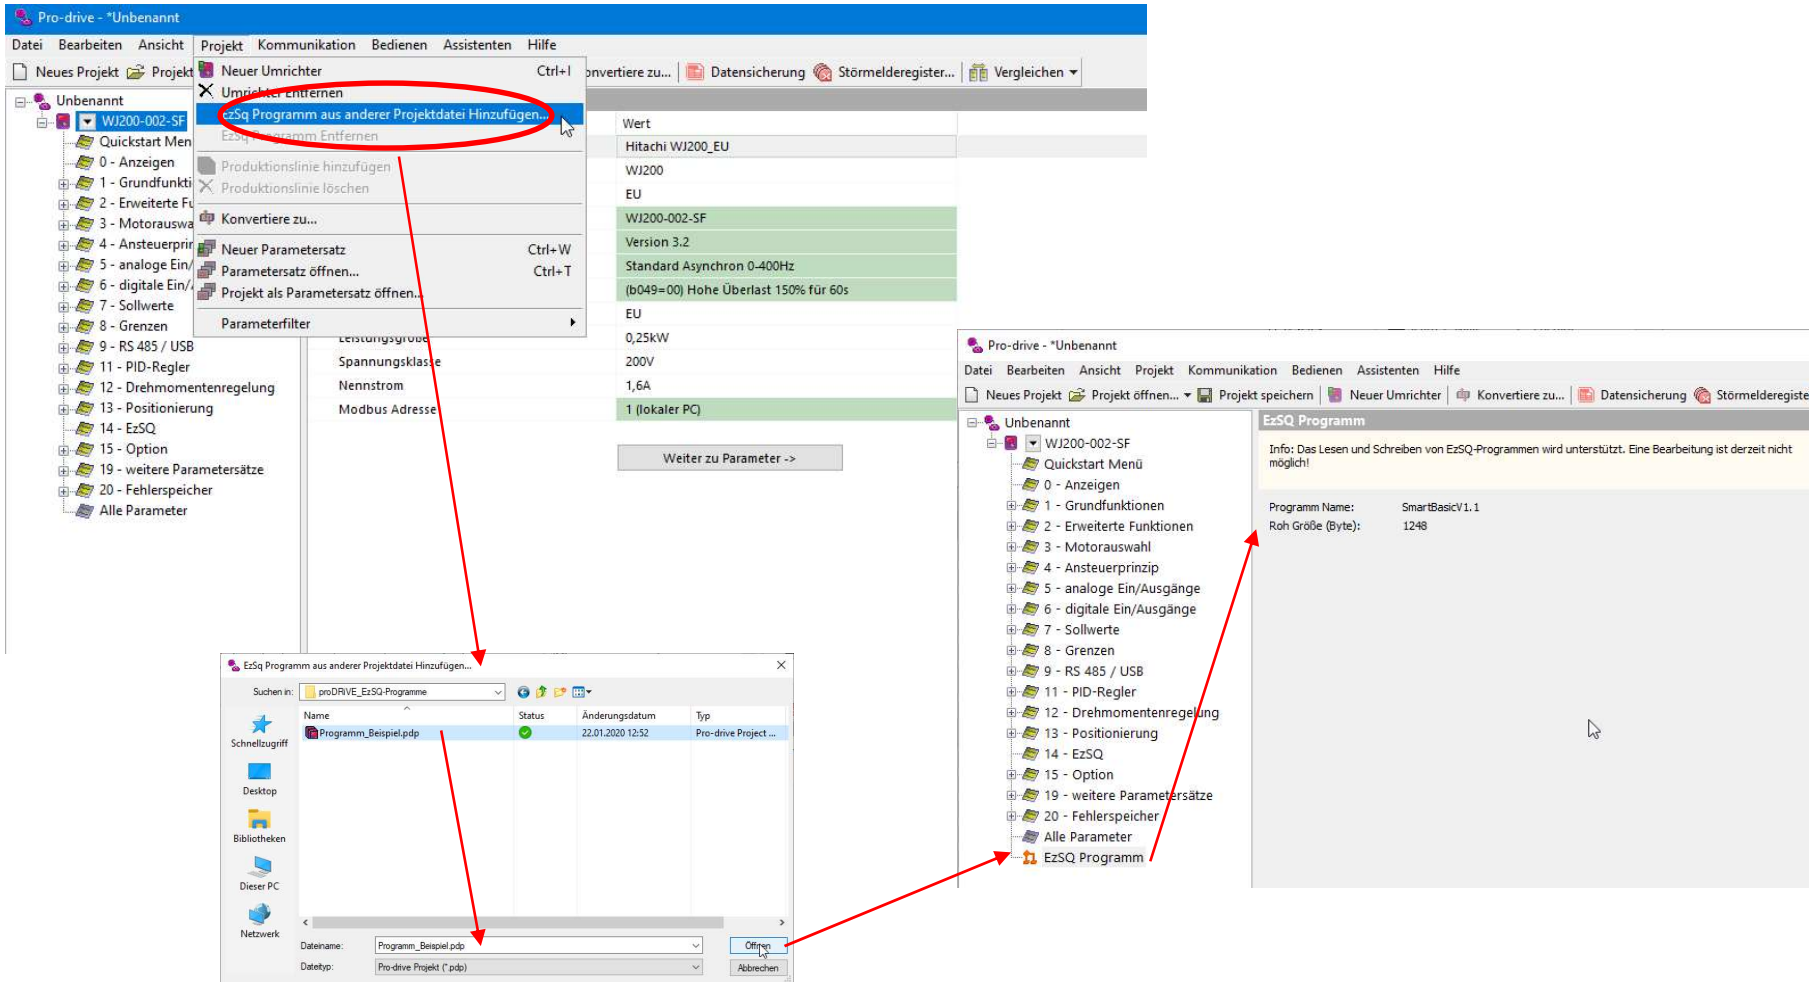 Pro-drive - *Unbenannt
Datei Bearbeiten Ansicht Projekt Kommunikation Bedienen Assistenten Hilfe
Neues Projekt Projekt onvertiere zu... Datensicherung Störmelderegister... Vergleichen
Neuer Umrichter Ctrl+I
Umrichter Entfernen
EzSq Programm aus anderer Projektdatei Hinzufügen...
EzSq Programm Entfernen
Produktionslinie hinzufügen
Produktionslinie löschen
Konvertiere zu...
Neuer Parametersatz Ctrl+W
Parametersatz öffnen... Ctrl+T
Projekt als Parametersatz öffnen...
Parameterfilter
Unbenannt
WJ200-002-SF
Quickstart Men
0 - Anzeigen
1 - Grundfunkti
2 - Erweiterte Fu
3 - Motorauswa
4 - Ansteuerprin
5 - analoge Ein/
6 - digitale Ein/
7 - Sollwerte
8 - Grenzen
9 - RS 485 / USB
11 - PID-Regler
12 - Drehmomentenregelung
13 - Positionierung
14 - EzSQ
15 - Option
19 - weitere Parametersätze
20 - Fehlerspeicher
Alle Parameter
Wert
Hitachi WJ200_EU
WJ200
EU
WJ200-002-SF
Version 3.2
Standard Asynchron 0-400Hz
(b049=00) Hohe Überlast 150% für 60s
EU
Leistungsgröße 0,25kW
Spannungsklasse 200V
Nennstrom 1,6A
Modbus Adresse 1 (lokaler PC)
Weiter zu Parameter ->
EzSq Programm aus anderer Projektdatei Hinzufügen...
Suchen in: proDRIVE_EzSQ-Programme
Name Status Änderungsdatum Typ
Programm_Beispiel.pdp 22.01.2020 12:52 Pro-drive Project ...
Schnellzugriff
Desktop
Bibliotheken
Dieser PC
Netzwerk
Dateiname: Programm_Beispiel.pdp Öffnen
Dateityp: Pro-drive Projekt (*.pdp) Abbrechen
Pro-drive - *Unbenannt
Datei Bearbeiten Ansicht Projekt Kommunikation Bedienen Assistenten Hilfe
Neues Projekt Projekt öffnen... Projekt speichern Neuer Umrichter Konvertiere zu... Datensicherung Störmelderegiste
Unbenannt
WJ200-002-SF
Quickstart Menü
0 - Anzeigen
1 - Grundfunktionen
2 - Erweiterte Funktionen
3 - Motorauswahl
4 - Ansteuerprinzip
5 - analoge Ein/Ausgänge
6 - digitale Ein/Ausgänge
7 - Sollwerte
8 - Grenzen
9 - RS 485 / USB
11 - PID-Regler
12 - Drehmomentenregelung
13 - Positionierung
14 - EzSQ
15 - Option
19 - weitere Parametersätze
20 - Fehlerspeicher
Alle Parameter
EzSQ Programm
EzSQ Programm
Info: Das Lesen und Schreiben von EzSQ-Programmen wird unterstützt. Eine Bearbeitung ist derzeit nicht
möglich!
Programm Name: SmartBasicV1.1
Roh Größe (Byte): 1248